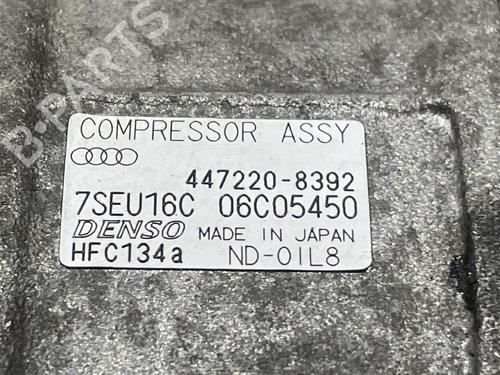 B-PARTS
COMPRESSOR ASSY
447220-8392
7SEU16C 06C05450
DENSO MADE IN JAPAN
HFC134a ND-OIL8